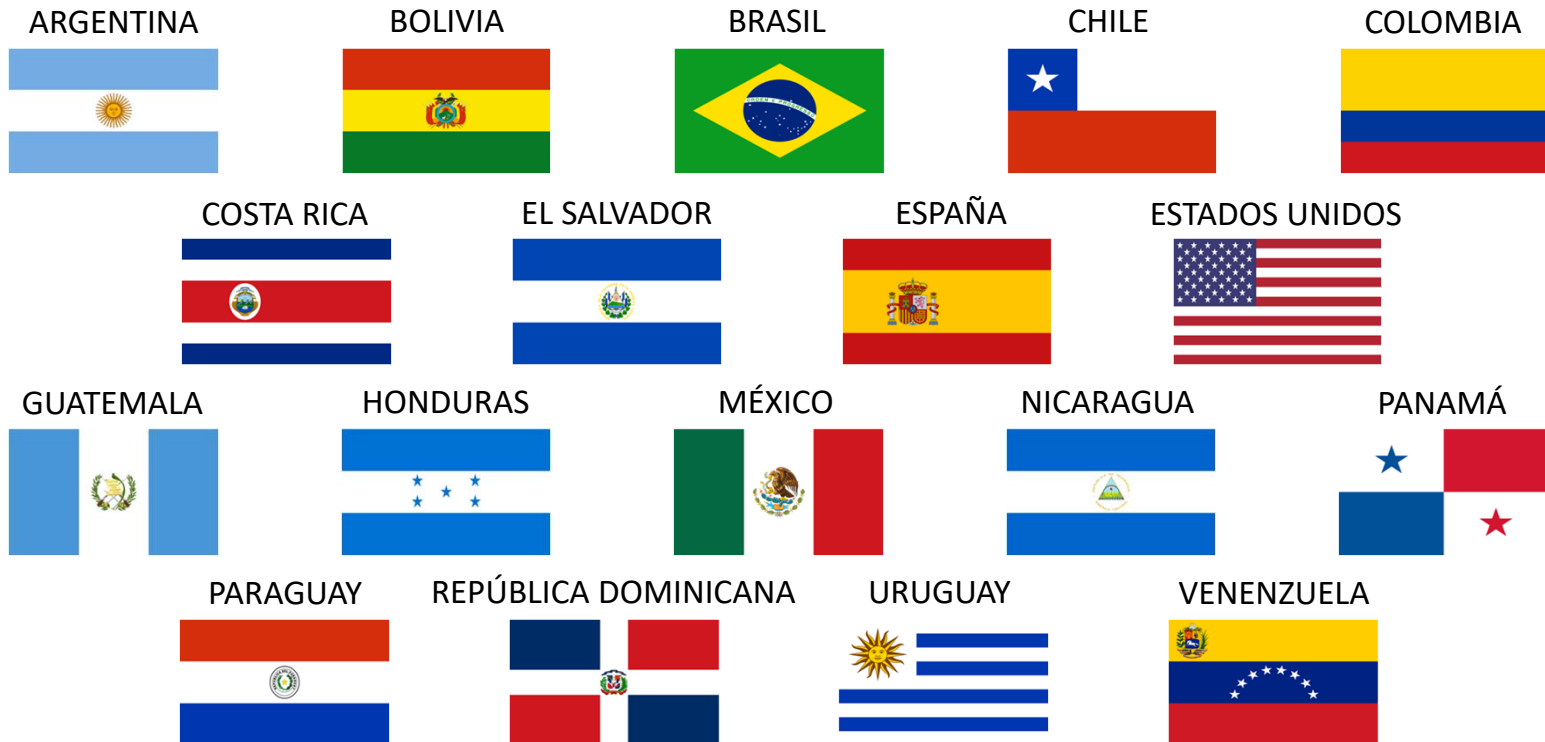 ARGENTINA
BOLIVIA
BRASIL
CHILE
COLOMBIA
COSTA RICA
EL SALVADOR
ESPAÑA
ESTADOS UNIDOS
GUATEMALA
HONDURAS
MÉXICO
NICARAGUA
PANAMÁ
PARAGUAY
REPÚBLICA DOMINICANA
URUGUAY
VENENZUELA